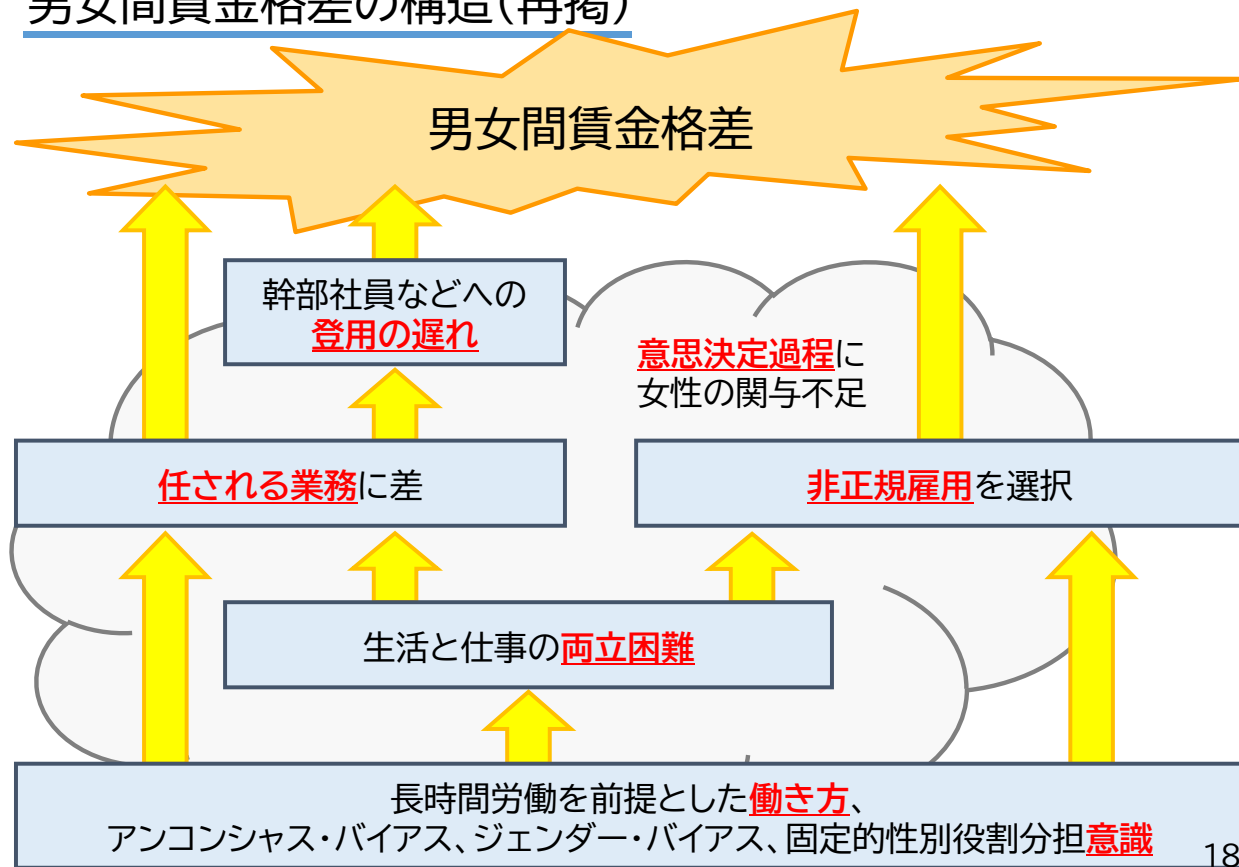 男女間賃金格差の構造(再掲)
男女間賃金格差
幹部社員などへの
登用の遅れ
意思決定過程に
女性の関与不足
任される業務に差
非正規雇用を選択
生活と仕事の両立困難
長時間労働を前提とした働き方、
アンコンシャス・バイアス、ジェンダー・バイアス、固定的性別役割分担意識
18